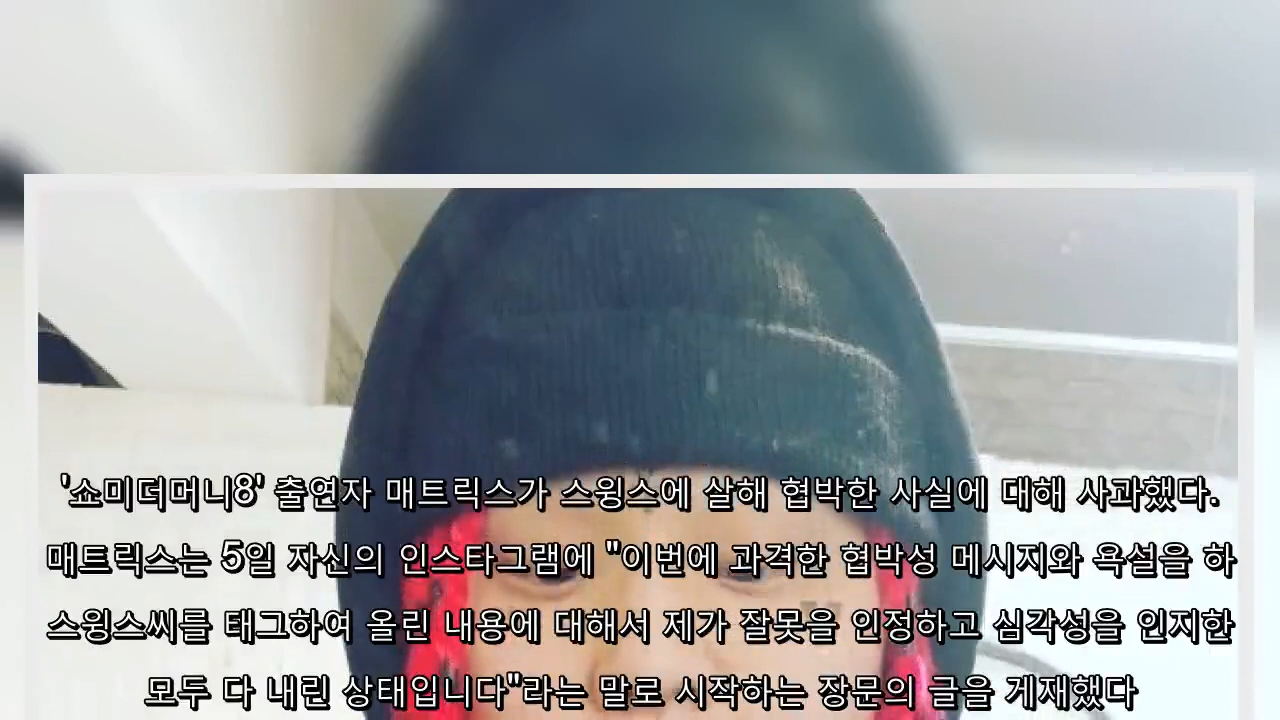 '쇼미더머니8' 출연자 매트릭스가 스윙스에 살해 협박한 사실에 대해 사과했다.
매트릭스는 5일 자신의 인스타그램에 "이번에 과격한 협박성 메시지와 욕설을 하
스윙스씨를 태그하여 올린 내용에 대해서 제가 잘못을 인정하고 심각성을 인지한
모두 다 내린 상태입니다"라는 말로 시작하는 장문의 글을 게재했다